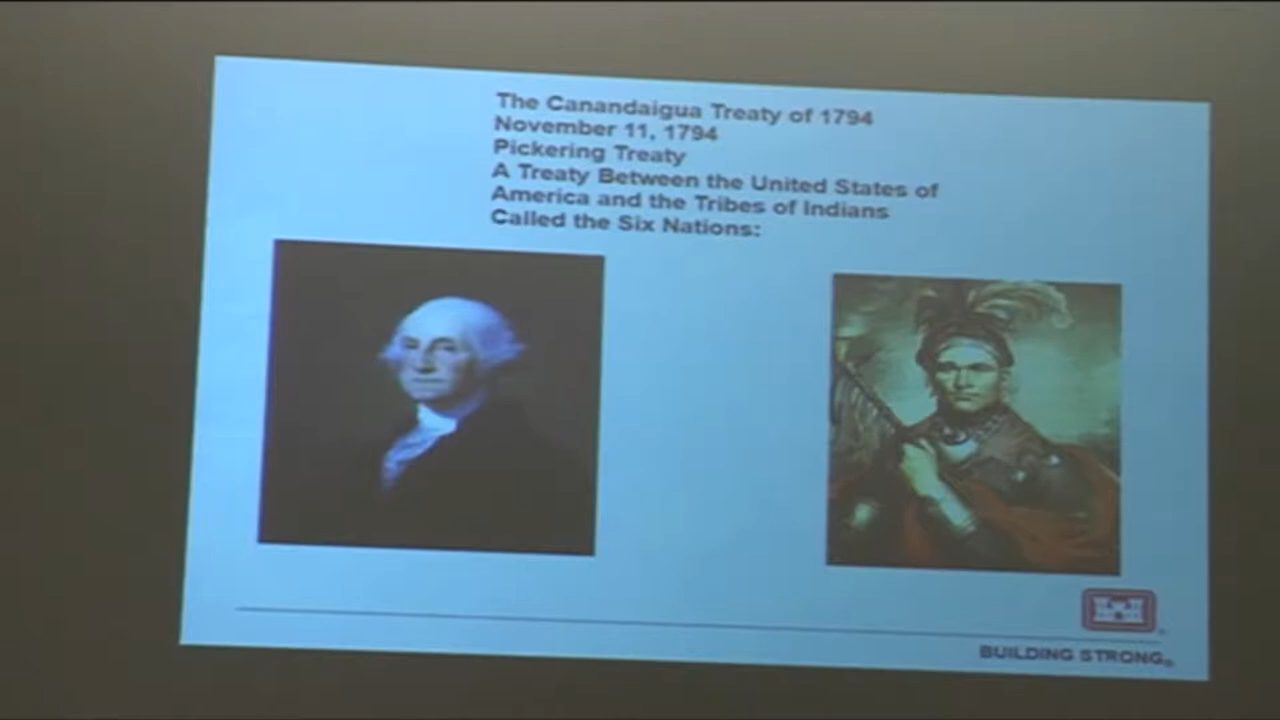 The Canandaigua Treaty of 1794
November 11, 1794
Pickering Treaty
A Treaty Between the United States of
America and the Tribes of Indians
Called the Six Nations:
BUILDING STRONG®